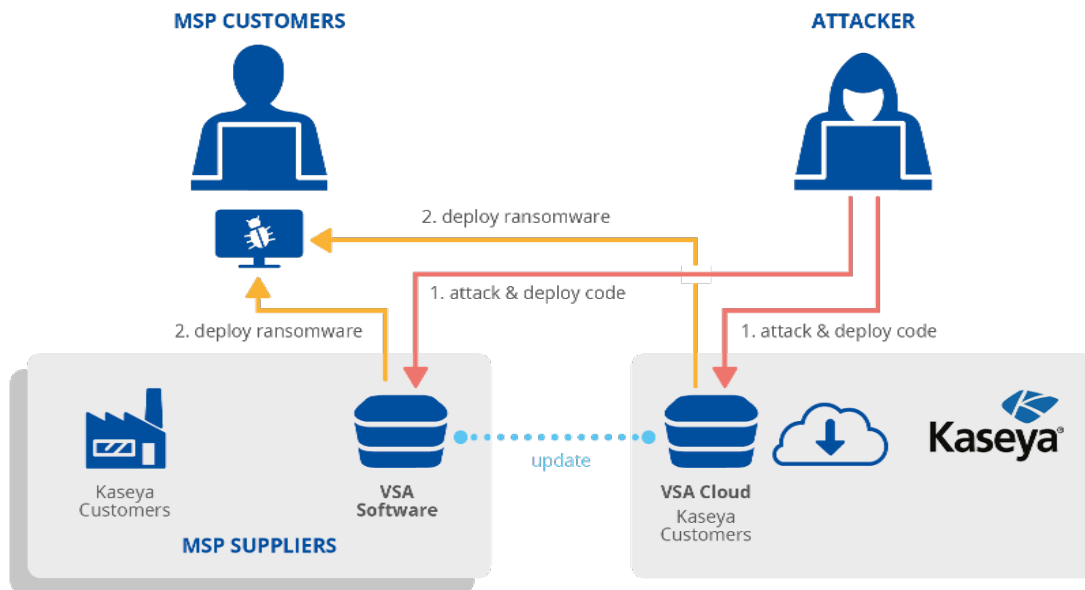 MSP CUSTOMERS
ATTACKER
2. deploy ransomware
1. attack & deploy code
2. deploy ransomware
1. attack & deploy code
Kaseya
Customers
VSA
Software
MSP SUPPLIERS
update
VSA Cloud
Kaseya
Customers
Kaseya®